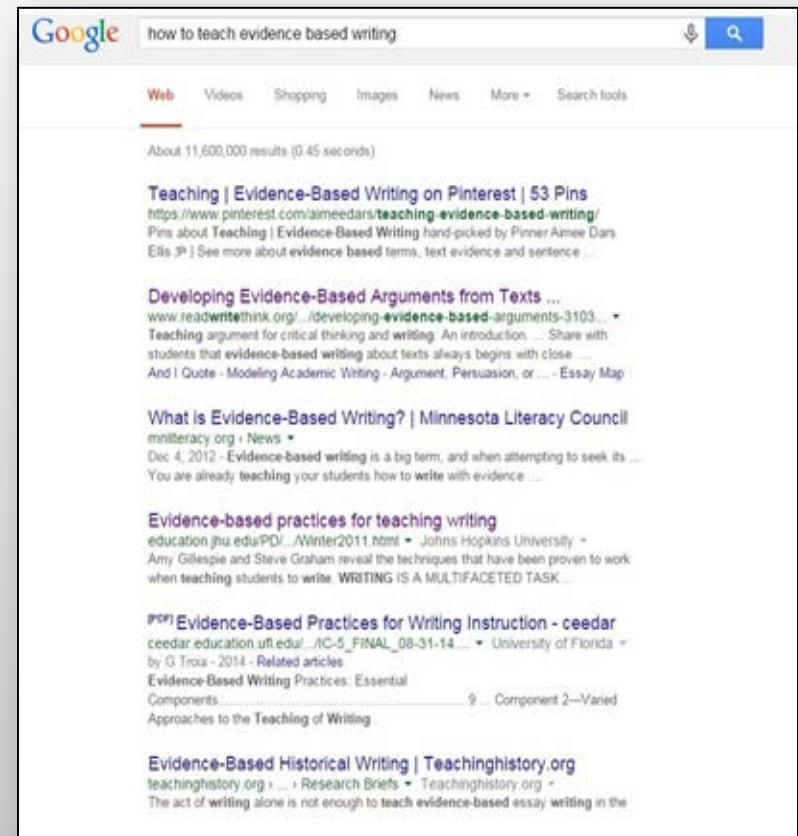 Google
how to teach evidence based writing
Web Videos Shopping Images News More Search tools
About 11,600,000 results (0.45 seconds)
Teaching | Evidence-Based Writing on Pinterest | 53 Pins
https://www.pinterest.com/aimeedars/teaching-evidence-based-writing/
Pins about Teaching | Evidence-Based Writing hand-picked by Pinner Aimee Dars
Ellis | See more about evidence based terms, text evidence and sentence ...
Developing Evidence-Based Arguments from Texts ...
www.readwritethink.org/.../developing-evidence-based-arguments-3103...
Teaching argument for critical thinking and writing: An introduction. ... Share with
students that evidence-based writing about texts always begins with close ...
And I Quote - Modeling Academic Writing - Argument, Persuasion, or ... - Essay Map
What is Evidence-Based Writing? | Minnesota Literacy Council
mnliteracy.org › News
Dec 4, 2012 - Evidence-based writing is a big term, and when attempting to seek its ...
You are already teaching your students how to write with evidence ...
Evidence-based practices for teaching writing
education.jhu.edu/PD/.../Winter2011.html Johns Hopkins University
Amy Gillespie and Steve Graham reveal the techniques that have been proven to work
when teaching students to write. WRITING IS A MULTIFACETED TASK ...
[PDF] Evidence-Based Practices for Writing Instruction - ceedar
ceedar.education.ufl.edu/.../IC-5_FINAL_08-31-14.... University of Florida
by G Troia - 2014 - Related articles
Evidence-Based Writing Practices: Essential
Components.................................................. 9 ... Component 2—Varied
Approaches to the Teaching of Writing
Evidence-Based Historical Writing | Teachinghistory.org
teachinghistory.org › ... › Research Briefs Teachinghistory.org
The act of writing alone is not enough to teach evidence-based essay writing in the